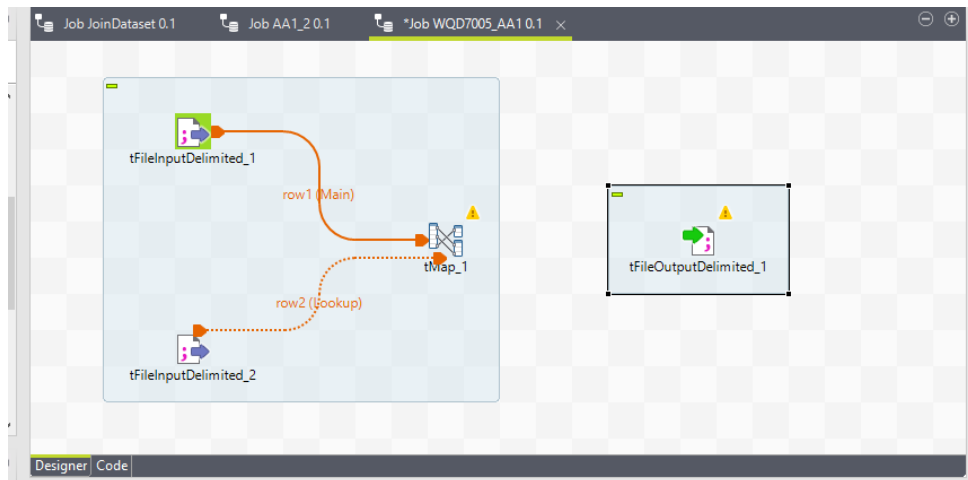 Job JoinDataset 0.1
Job AA1_2 0.1
*Job WQD7005_AA1 0.1
tFileInputDelimited_1
row1 (Main)
tMap_1
tFileOutputDelimited_1
row2 (Lookup)
tFileInputDelimited_2
Designer
Code